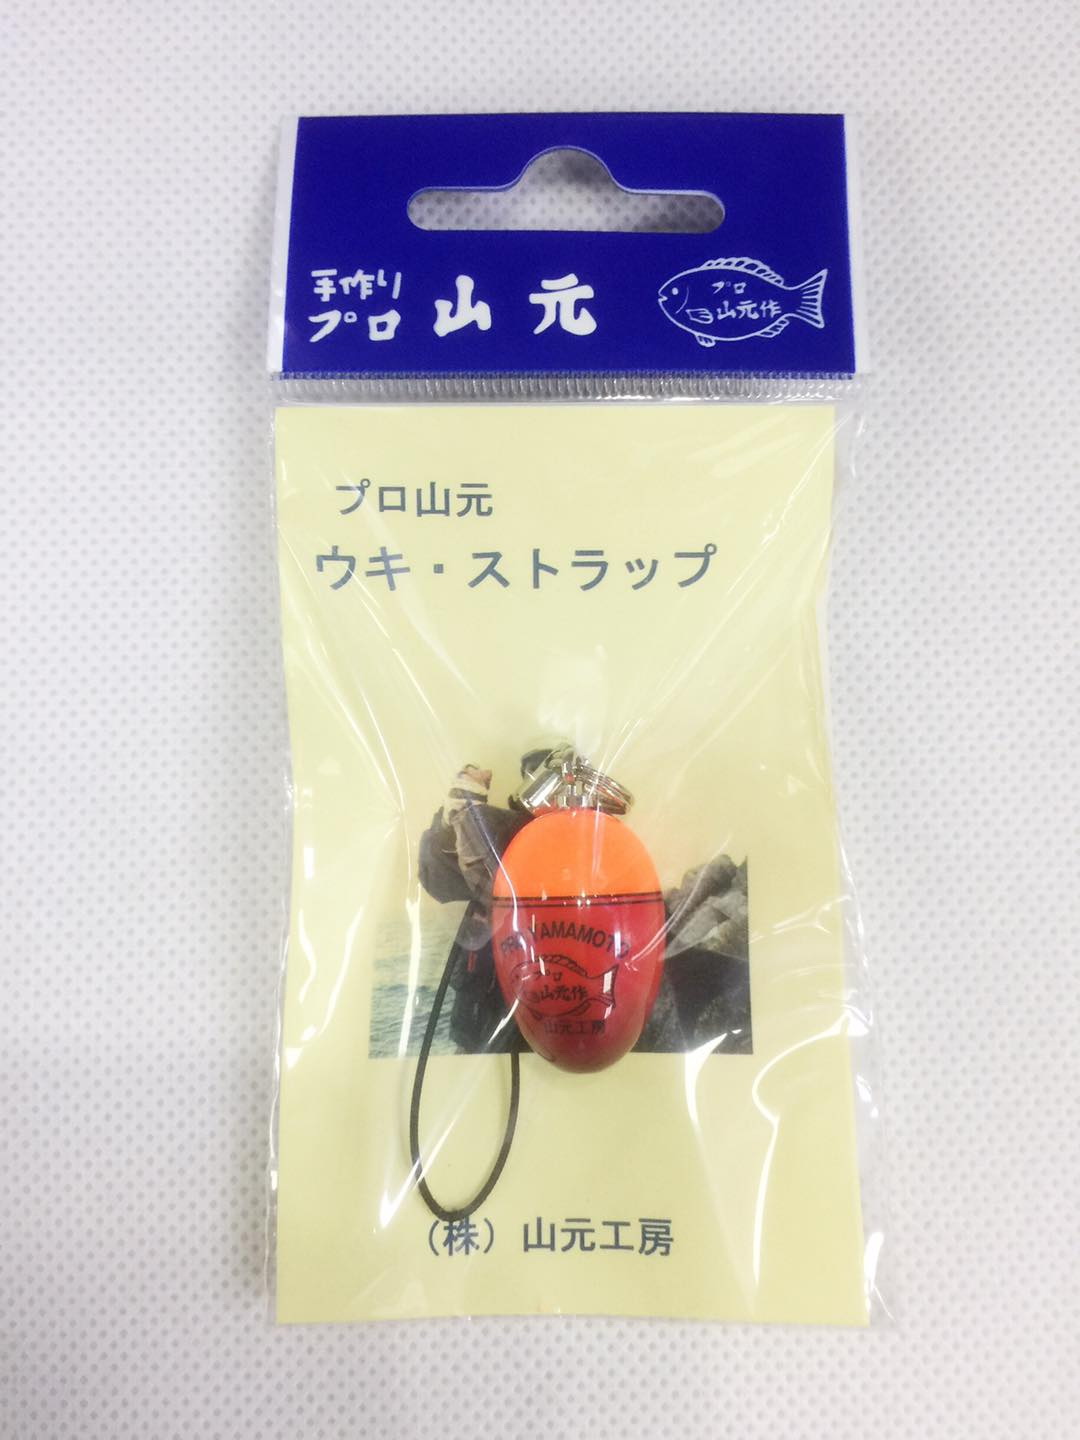 手作り
プロ 山元
プロ
山元作
プロ山元
ウキ・ストラップ
PRO YAMAMOTO
プロ
山元作
山元工房
(株) 山元工房